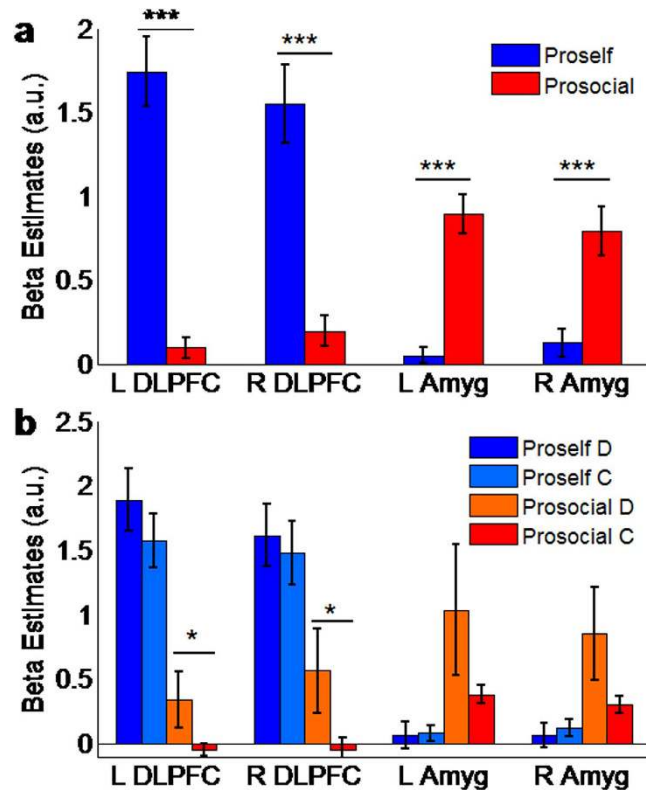 a
Beta Estimates (a.u.)
2
1.5
1
0.5
0
***
***
***
***
Proself
Prosocial
L DLPFC R DLPFC L Amyg R Amyg
b
Beta Estimates (a.u.)
2.5
2
1.5
1
0.5
0
*
*
Proself D
Proself C
Prosocial D
Prosocial C
L DLPFC R DLPFC L Amyg R Amyg